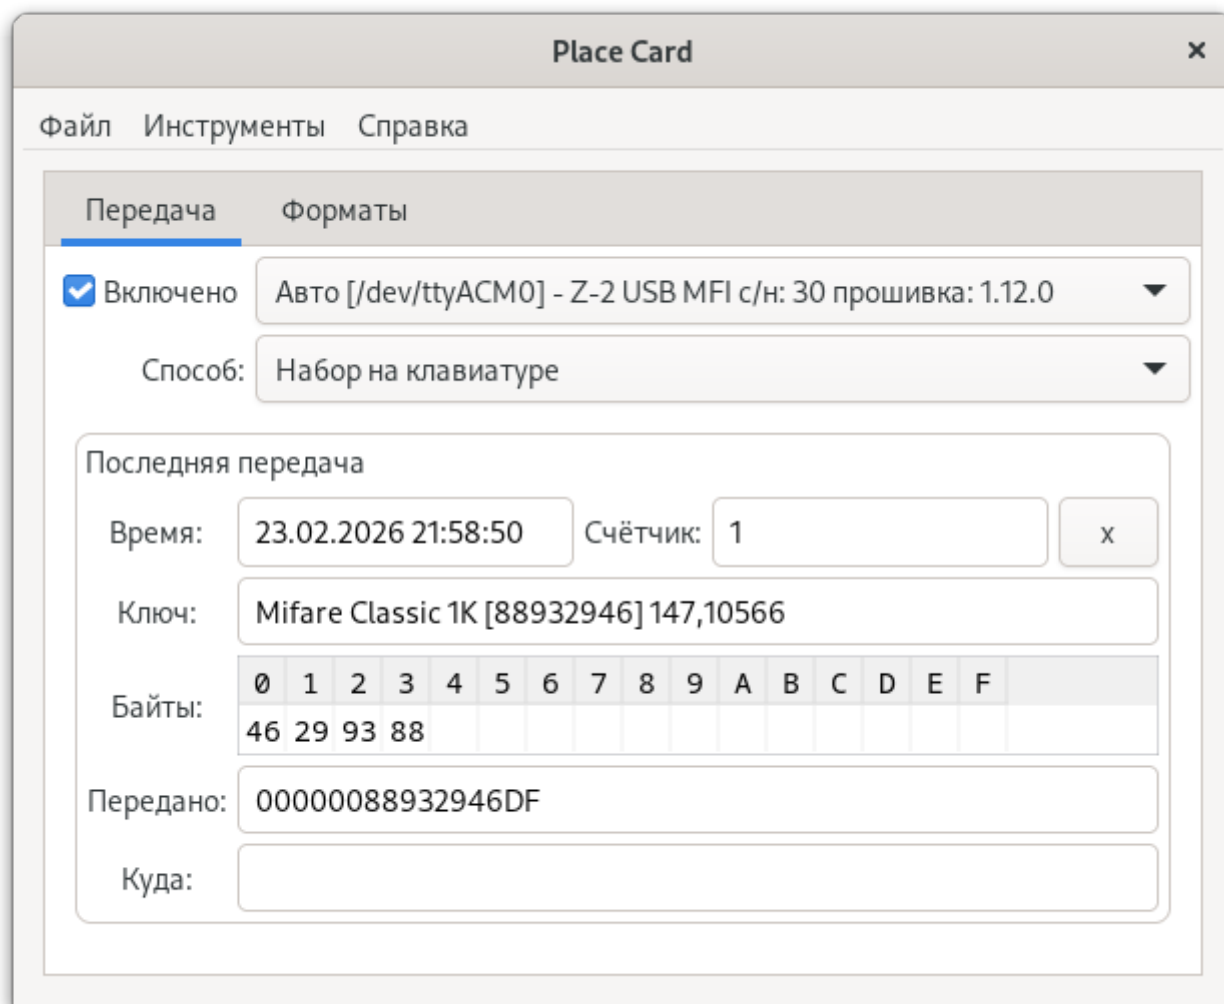 Place Card ×
Файл Инструменты Справка
Передача Форматы
Включено Авто [/dev/ttyACM0] - Z-2 USB MFI с/н: 30 прошивка: 1.12.0
Способ: Набор на клавиатуре
Последняя передача
Время: 23.02.2026 21:58:50 Счётчик: 1 x
Ключ: Mifare Classic 1K [88932946] 147,10566
0 1 2 3 4 5 6 7 8 9 A B C D E F
Байты:
46 29 93 88
Передано: 00000088932946DF
Куда: